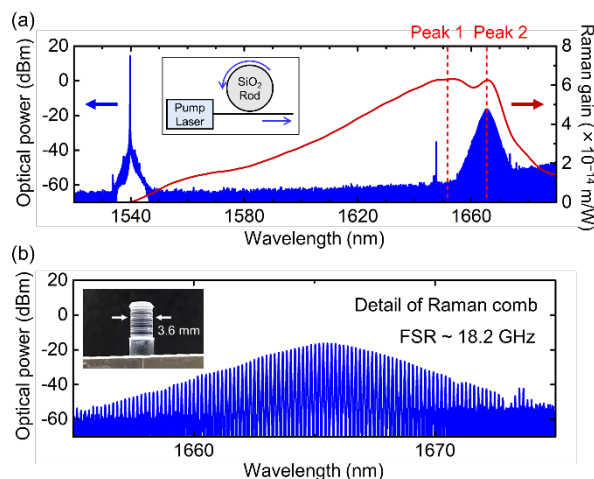 (a)
Peak 1 Peak 2
Optical power (dBm)
20
0
-20
-40
-60
1540
1580
1620
1660
Wavelength (nm)
8
6
4
2
0
Raman gain (×10⁻¹⁴ m/W)
SiO₂
Rod
Pump
Laser
(b)
Optical power (dBm)
20
0
-20
-40
-60
3.6 mm
Detail of Raman comb
FSR ~ 18.2 GHz
1660
1670
Wavelength (nm)